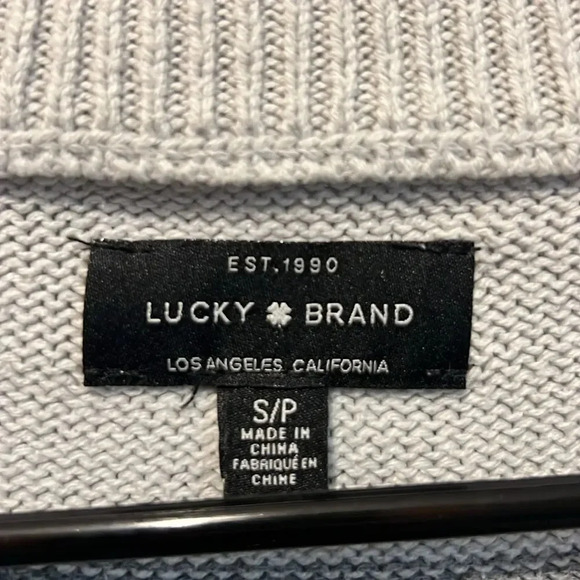 EST.1990
LUCKY BRAND
LOS ANGELES, CALIFORNIA
S/P
MADE IN
CHINA
FABRIQUÉ EN
CHINE